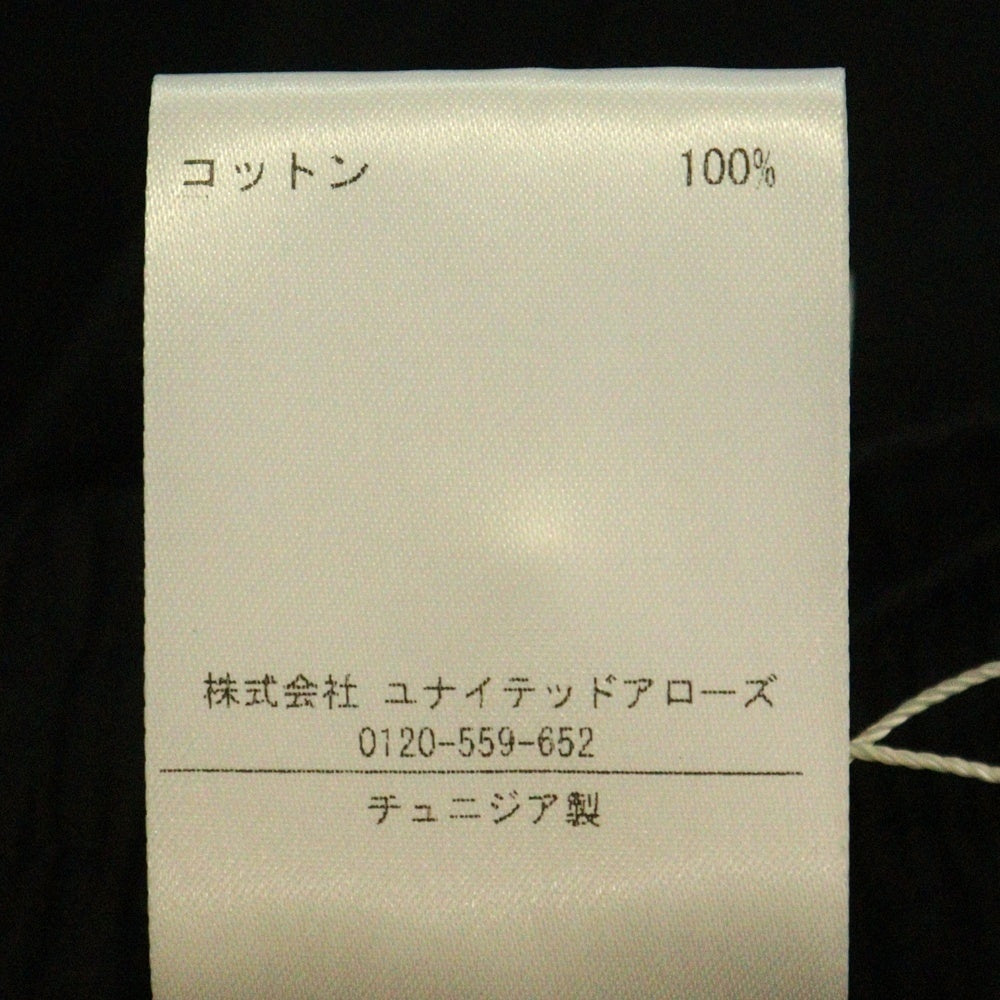 コットン 100%
株式会社 ユナイテッドアローズ
0120-559-652
チュニジア製